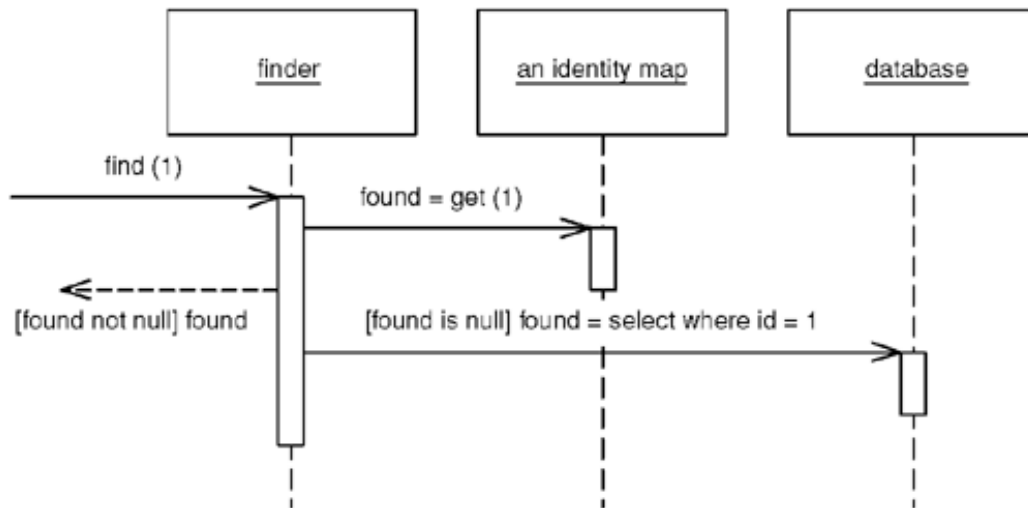 finder
an identity map
database
find (1)
found = get (1)
[found not null] found
[found is null] found = select where id = 1